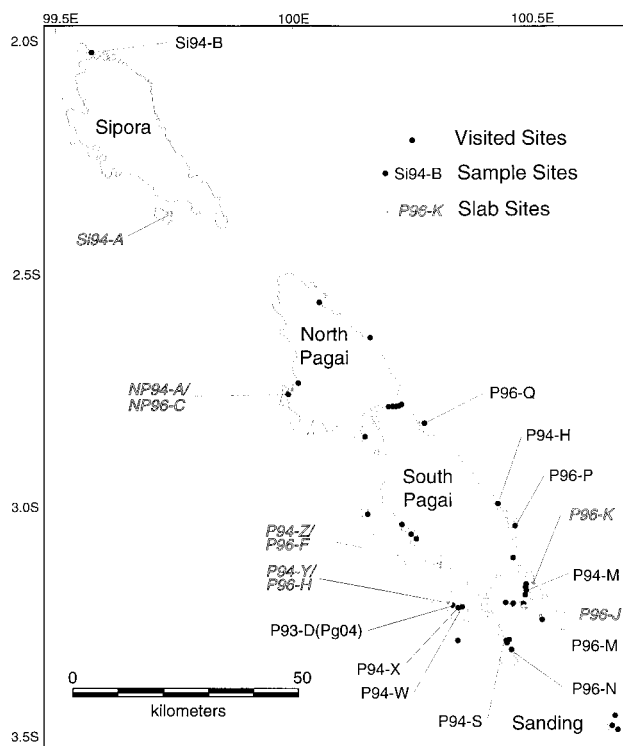 99.5E 100E 100.5E
2.0S
Si94-B
Sipora
Visited Sites
Si94-B Sample Sites
P96-K Slab Sites
Si94-A
2.5S
North
Pagai
NP94-A/
NP96-C
P96-Q
P94-H
P96-P
South
Pagai
3.0S
P96-K
P94-Z/
P96-F
P94-M
P94-Y/
P96-H
P96-J
P93-D(Pg04)
P96-M
P94-X
P94-W
P96-N
P94-S
0 50
kilometers
Sanding
3.5S